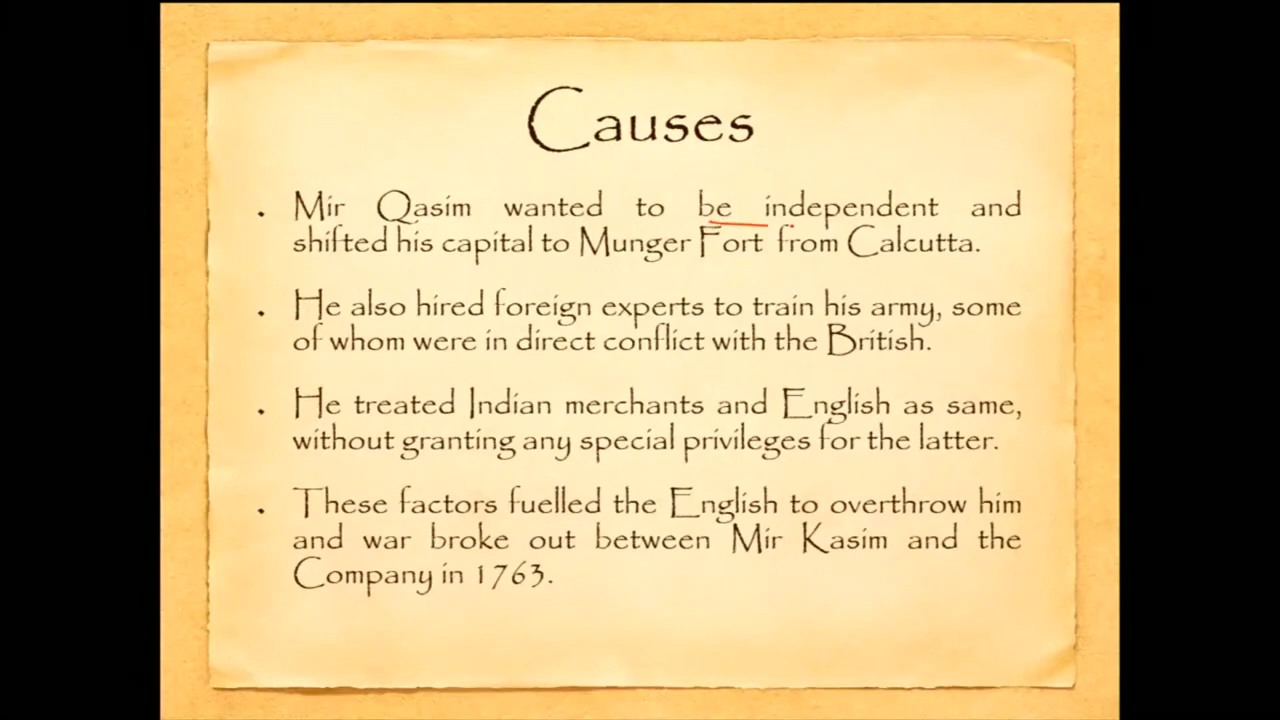 Causes
. Mir Qasim wanted to be independent and
shifted his capital to Munger Fort from Calcutta.
. He also hired foreign experts to train his army, some
of whom were in direct conflict with the British.
. He treated Indian merchants and English as same,
without granting any special privileges for the latter.
. These factors fuelled the English to overthrow him
and war broke out between Mir Kasim and the
Company in 1763.